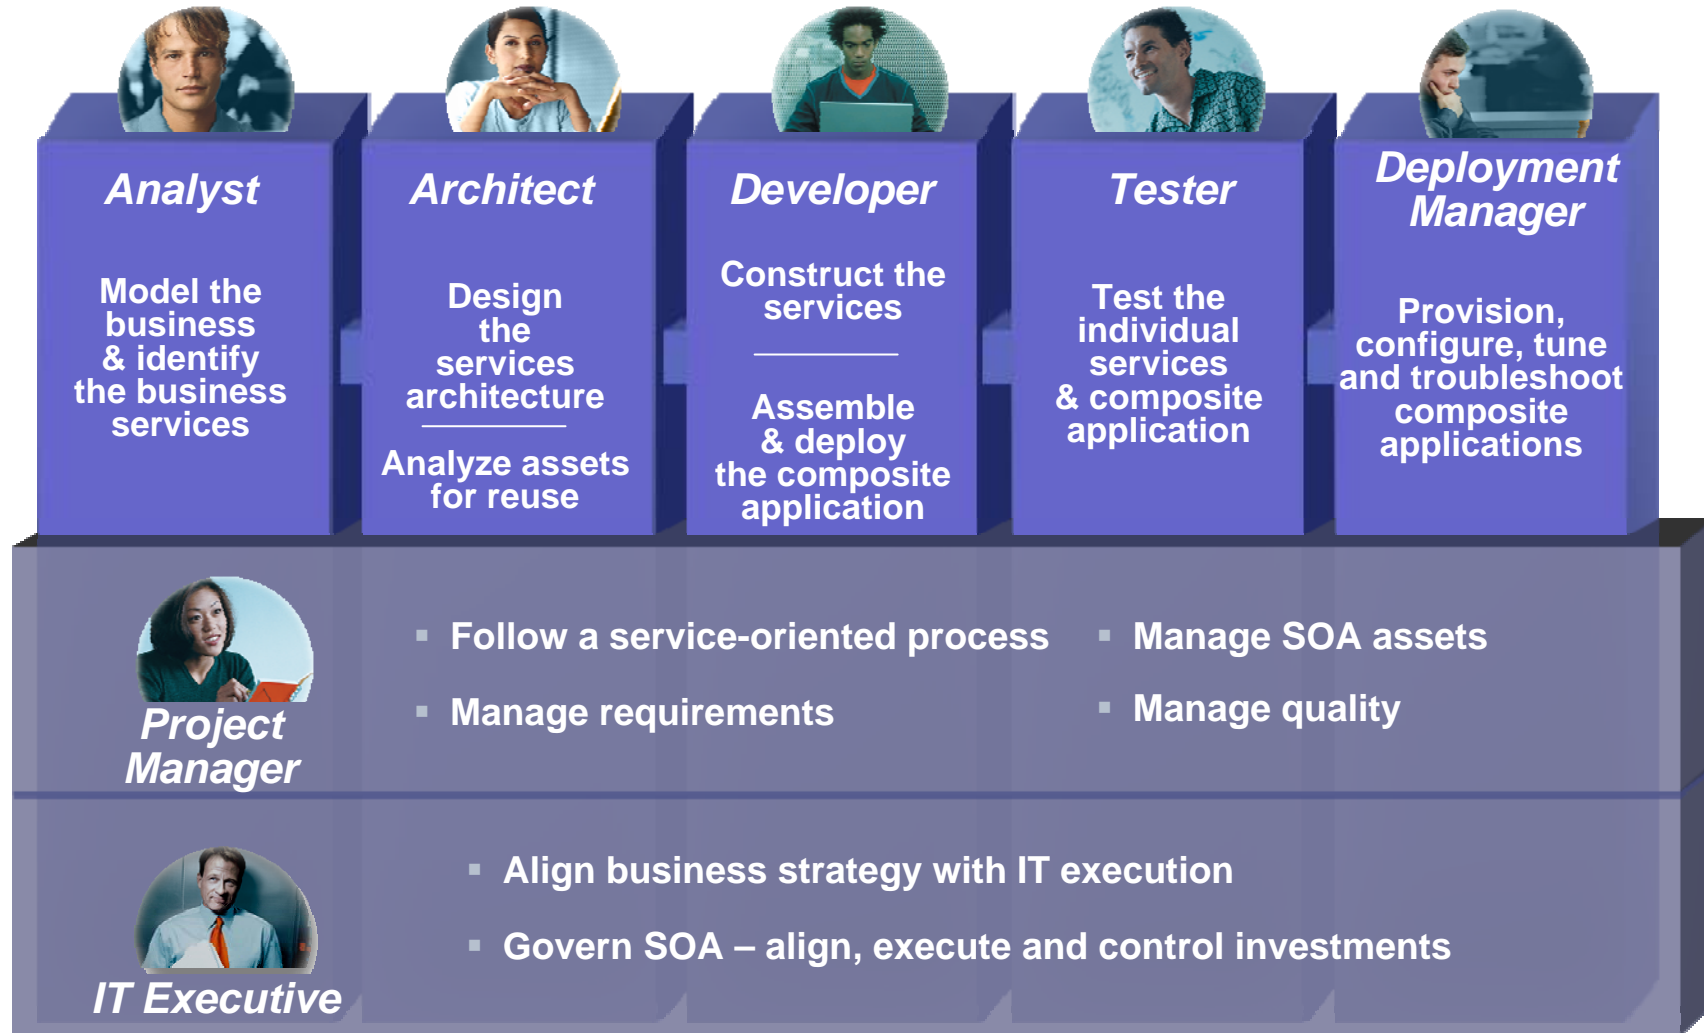 Analyst
Model the
business
& identify
the business
services
Architect
Design
the
services
architecture
Analyze assets
for reuse
Developer
Construct the
services
Assemble
& deploy
the composite
application
Tester
Test the
individual
services
& composite
application
Deployment
Manager
Provision,
configure, tune
and troubleshoot
composite
applications
Project
Manager
▪ Follow a service-oriented process
▪ Manage requirements
▪ Manage SOA assets
▪ Manage quality
IT Executive
▪ Align business strategy with IT execution
▪ Govern SOA – align, execute and control investments